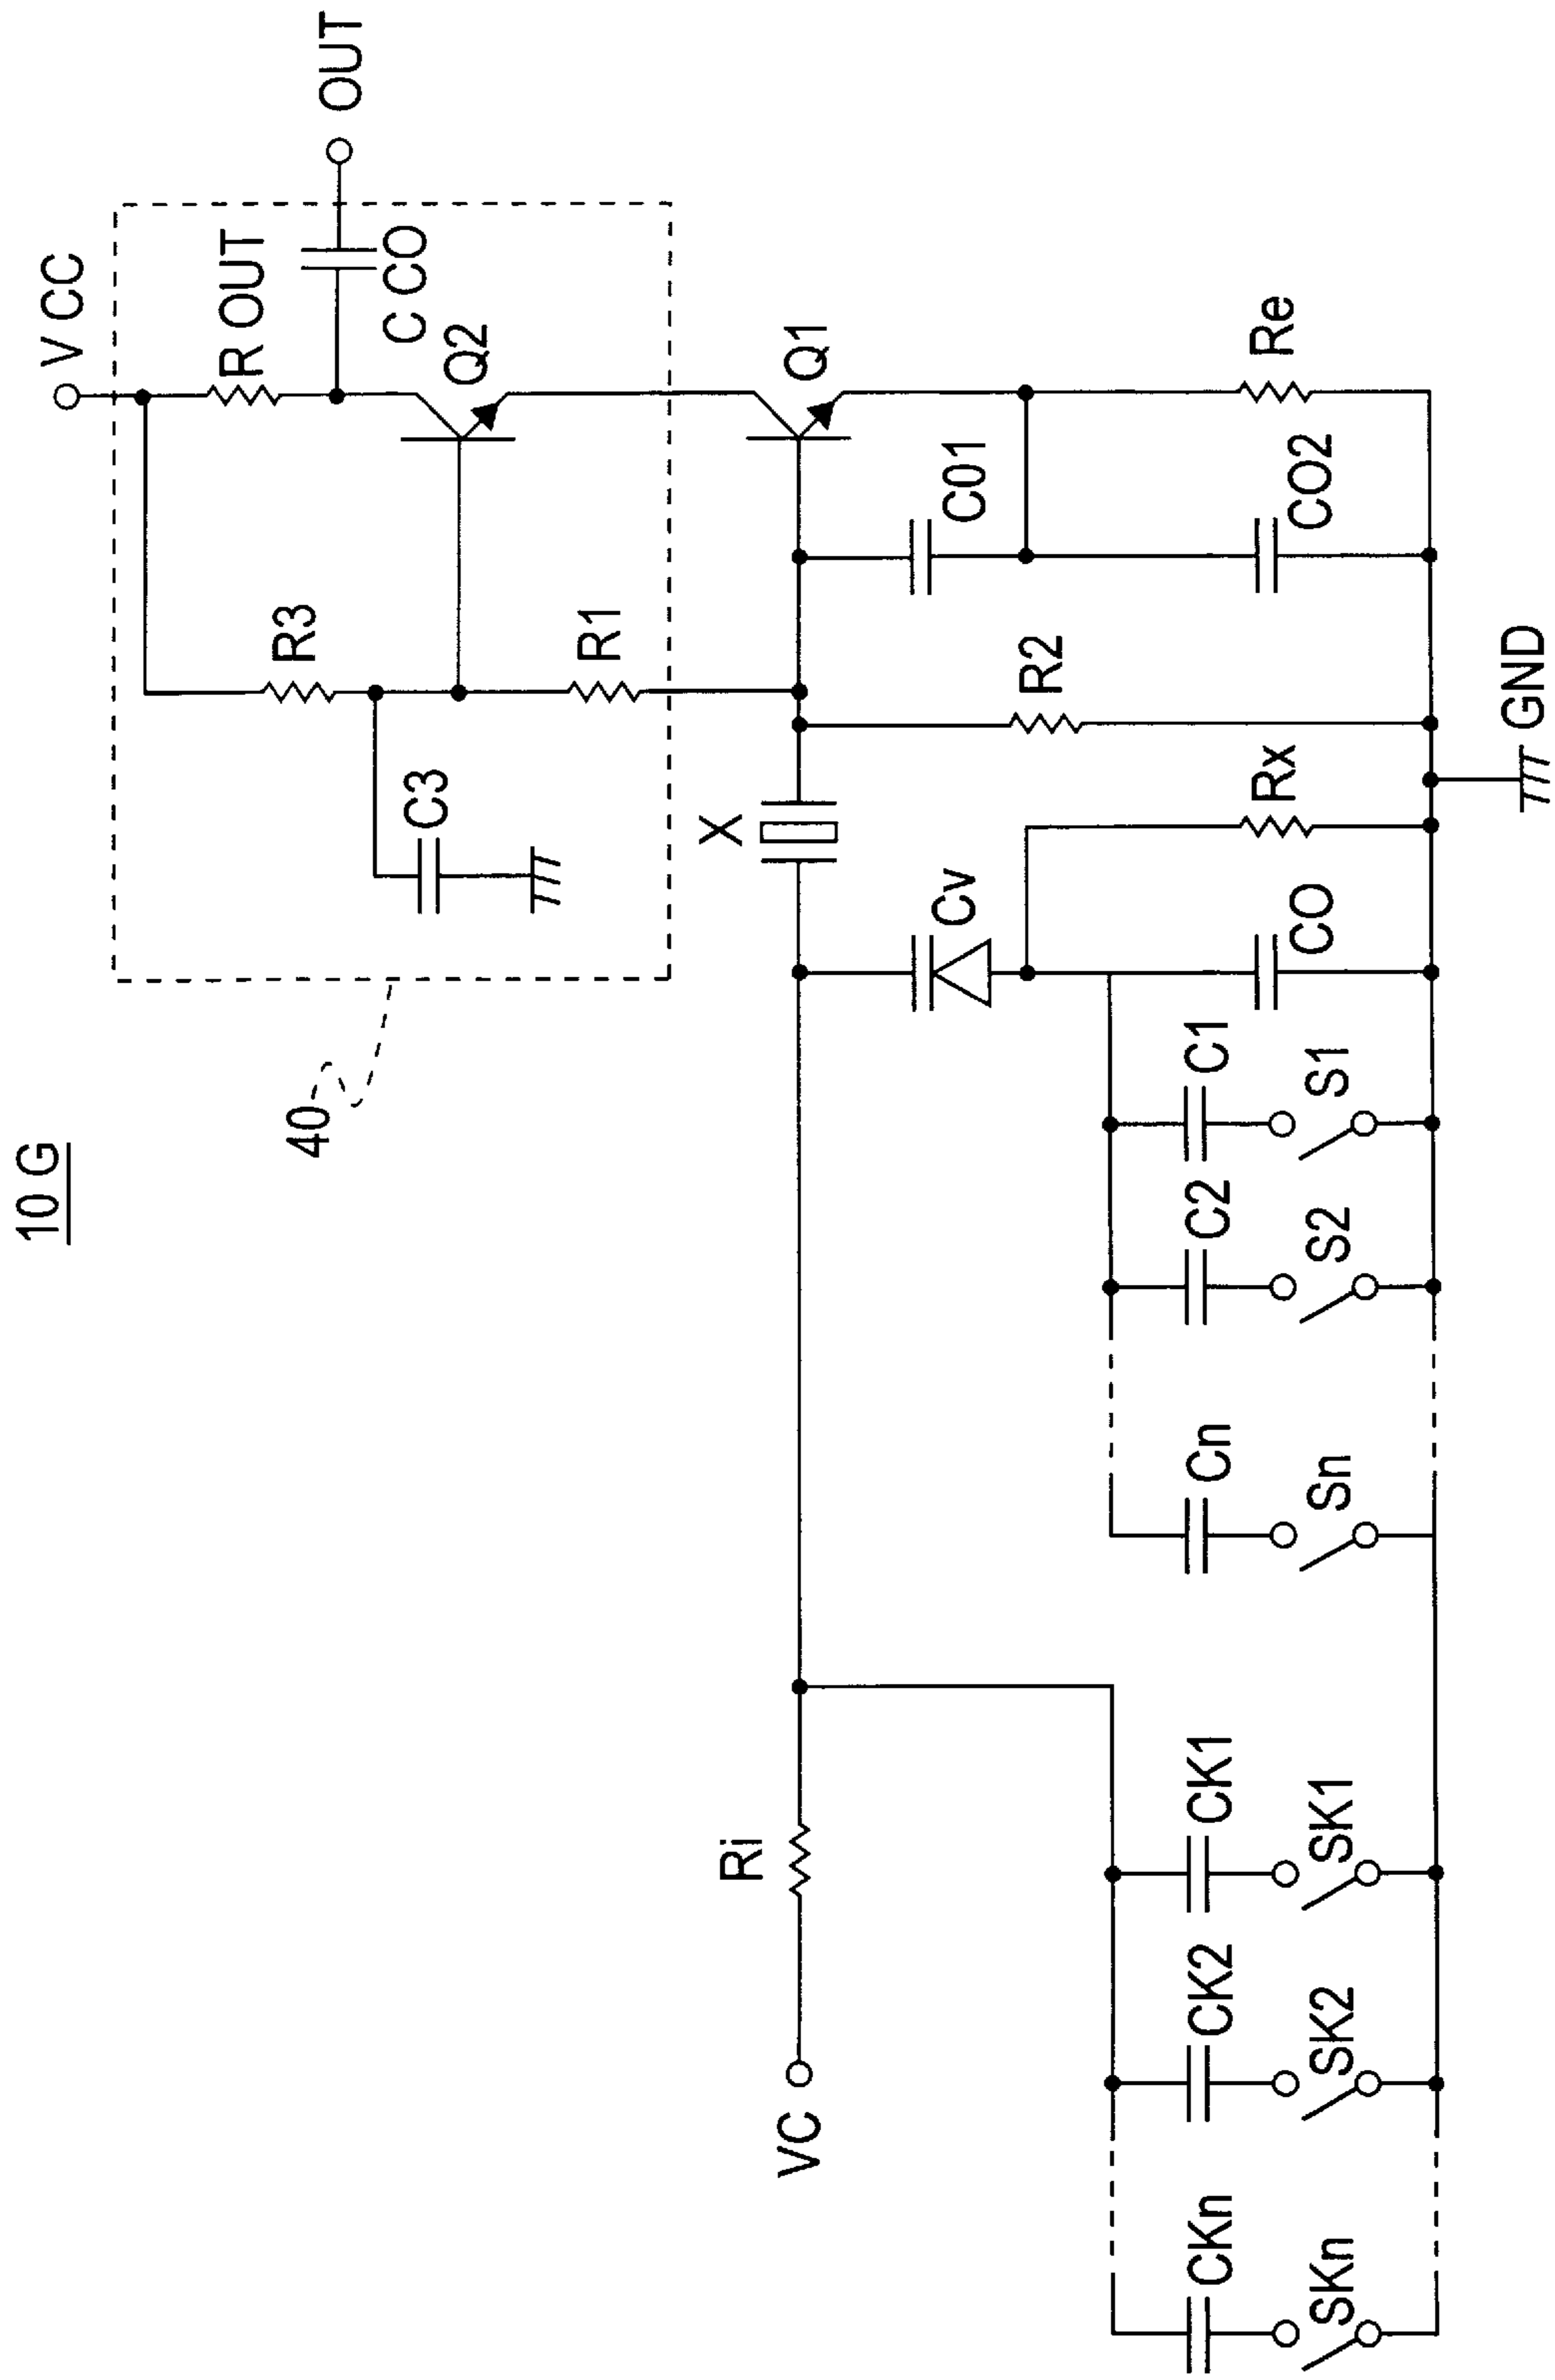 10 G
V CC
OUT
R OUT
C CO
40
R3
Q2
C3
R1
X
Q1
Ri
VC
Cv
R2
C01
CK1
CK2
CKn
Cn
C2
C1
CO
Rx
CO2
Re
SK1
SK2
SKn
Sn
S2
S1
GND